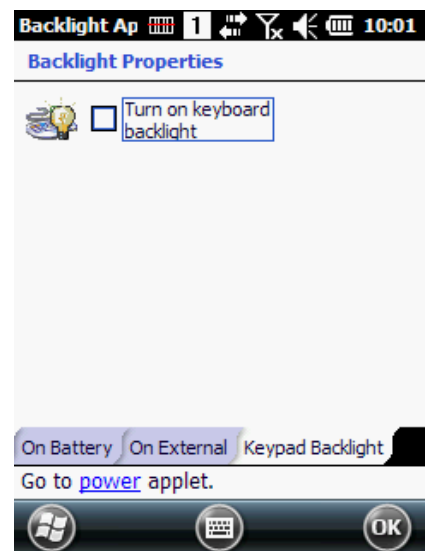 Backlight Ap 1 10:01
Backlight Properties
Turn on keyboard
backlight
On Battery On External Keypad Backlight
Go to power applet.
OK